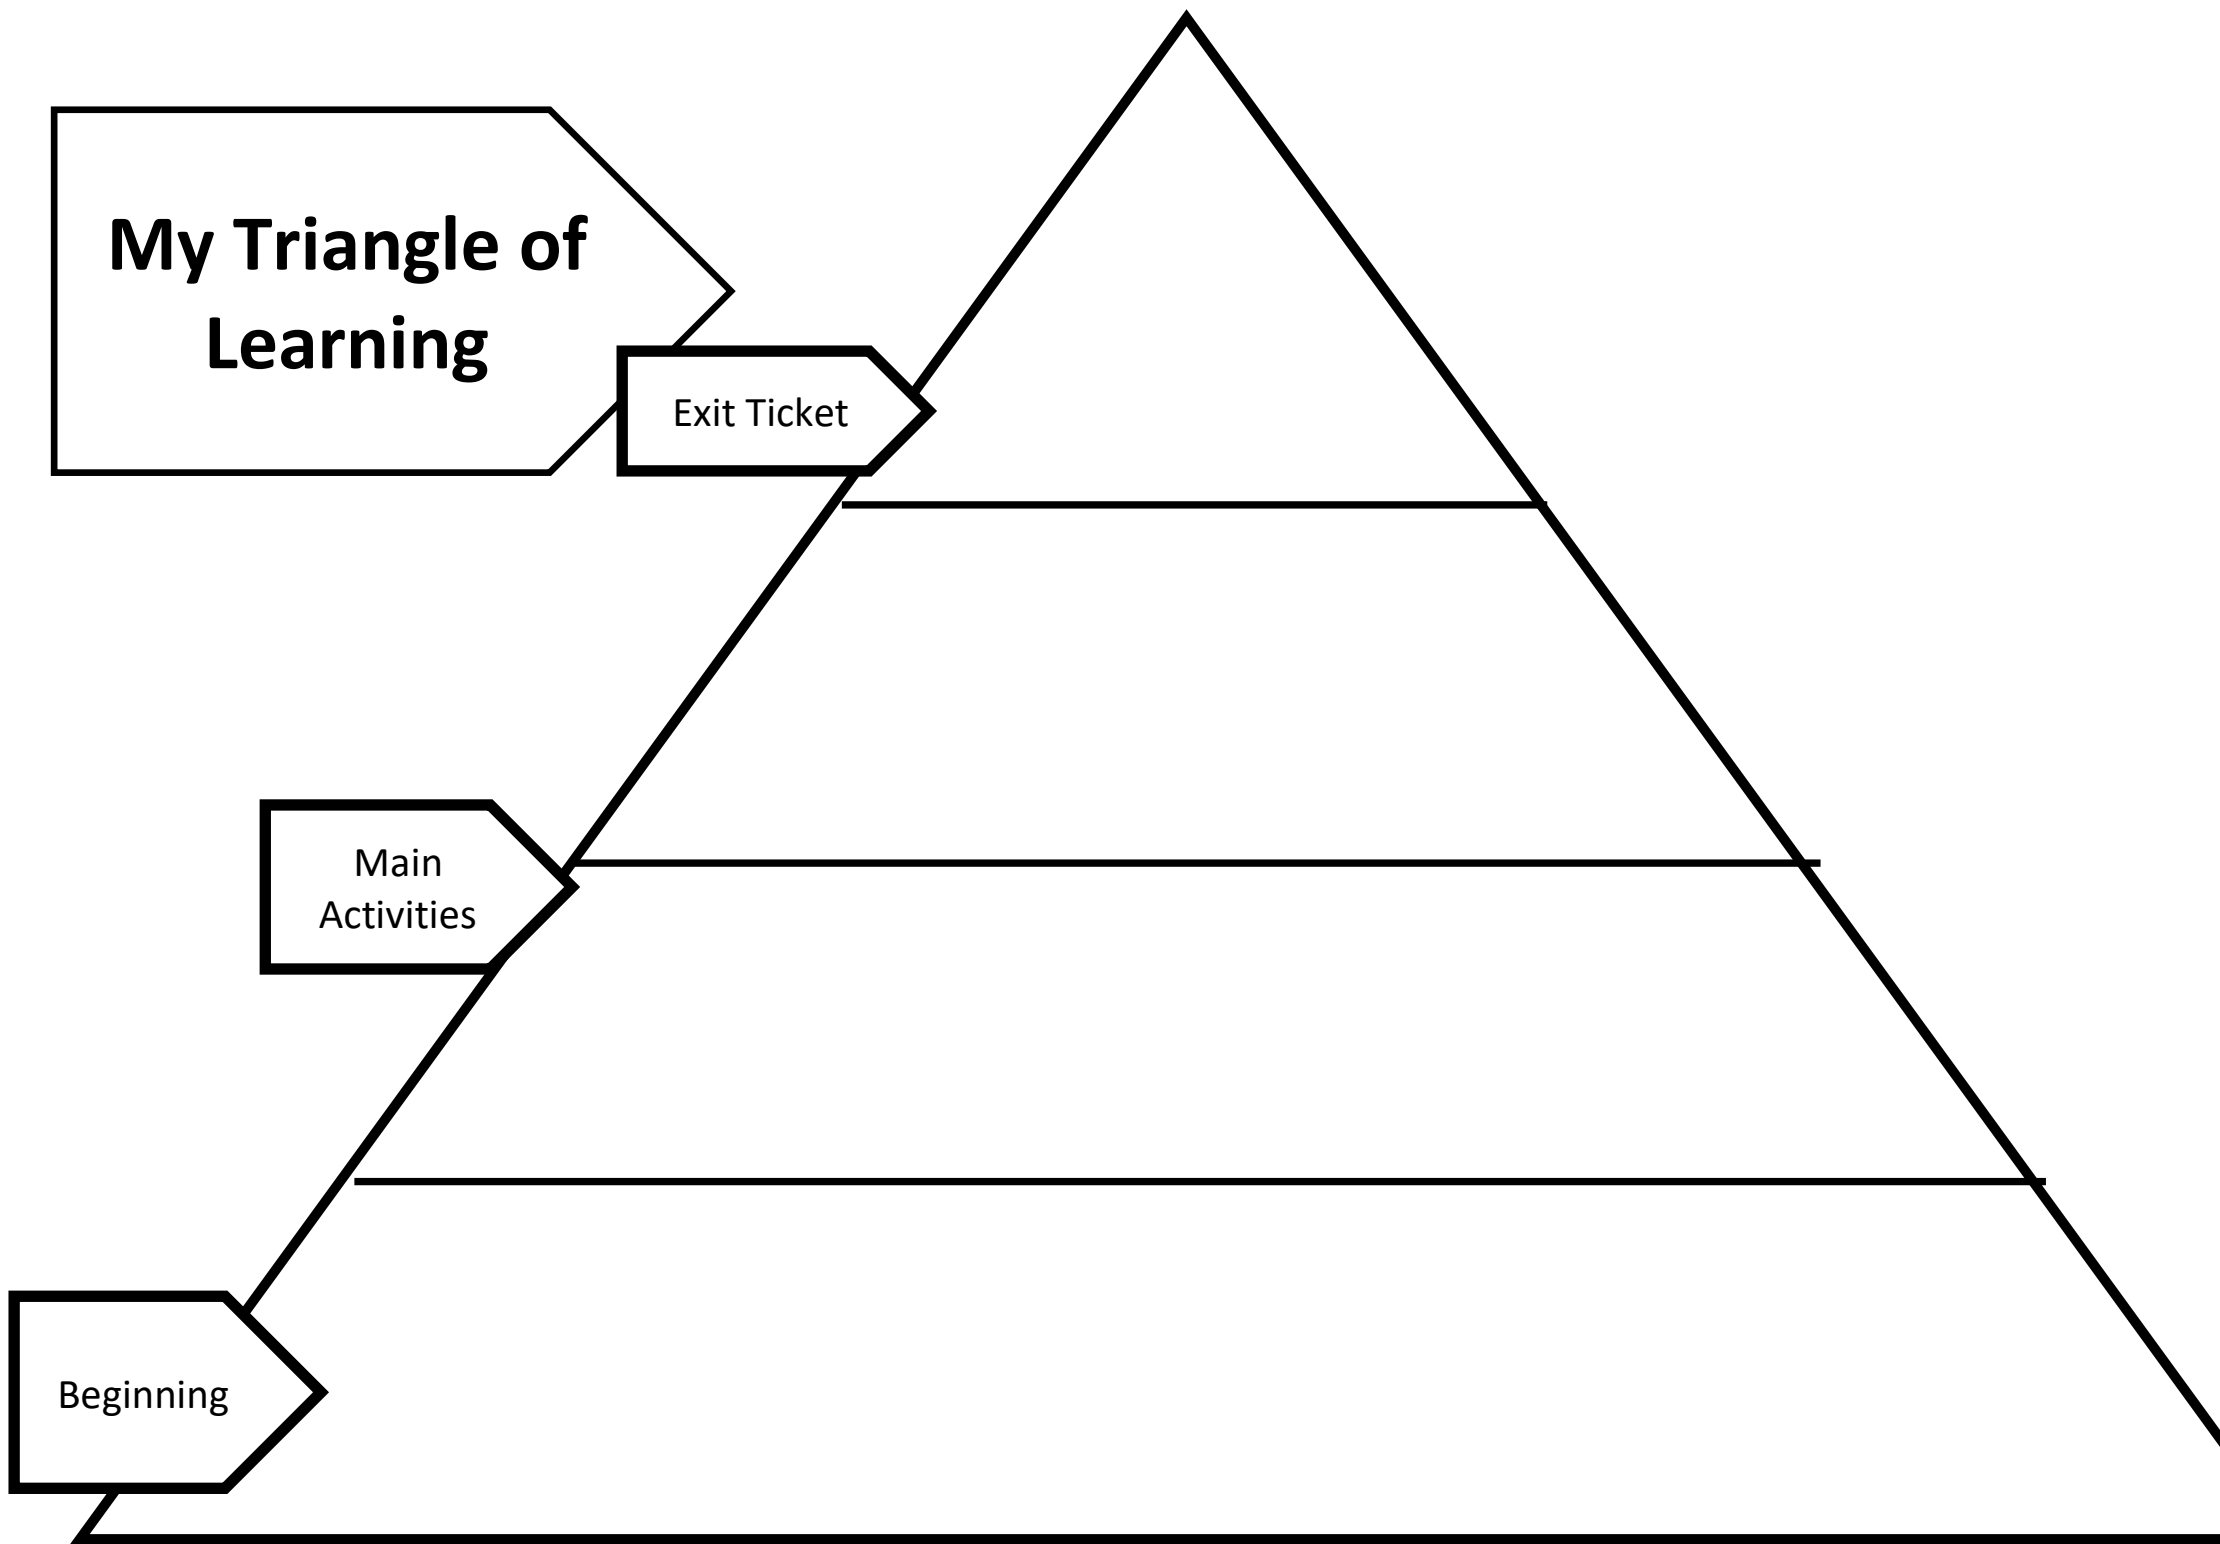 My Triangle of
Learning
Exit Ticket
Main
Activities
Beginning